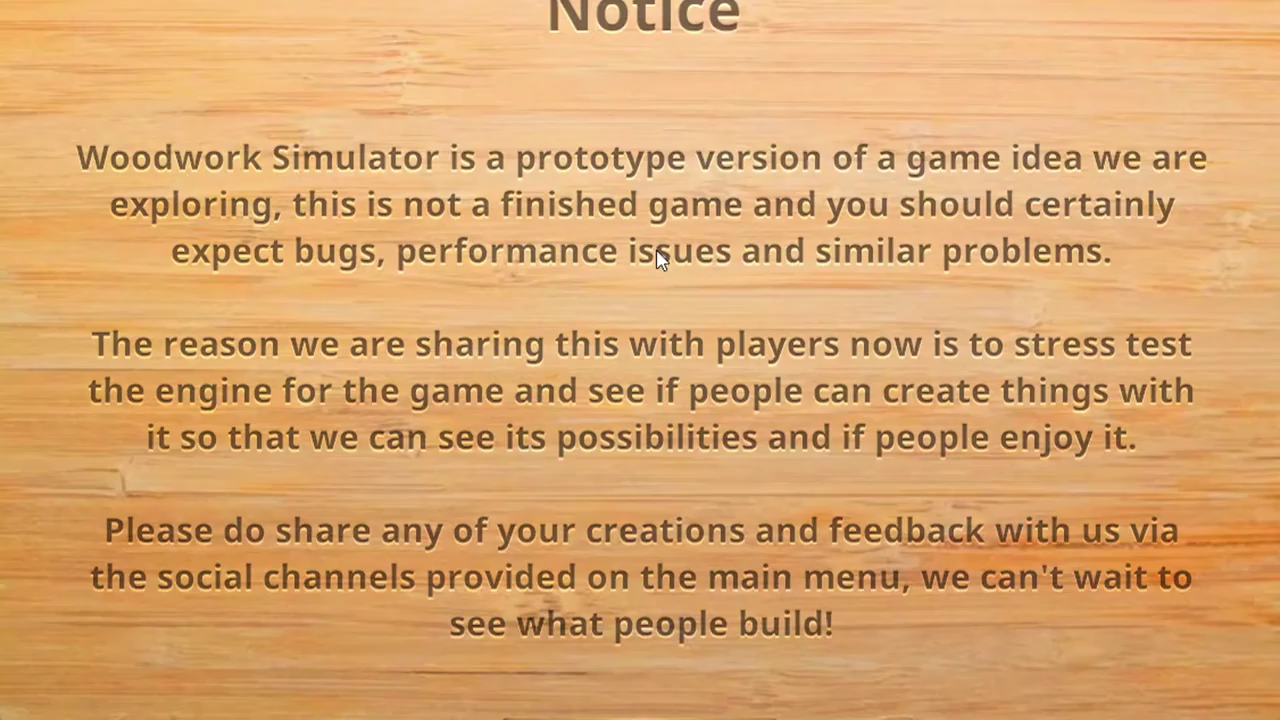 Notice
Woodwork Simulator is a prototype version of a game idea we are
exploring, this is not a finished game and you should certainly
expect bugs, performance issues and similar problems.
The reason we are sharing this with players now is to stress test
the engine for the game and see if people can create things with
it so that we can see its possibilities and if people enjoy it.
Please do share any of your creations and feedback with us via
the social channels provided on the main menu, we can't wait to
see what people build!